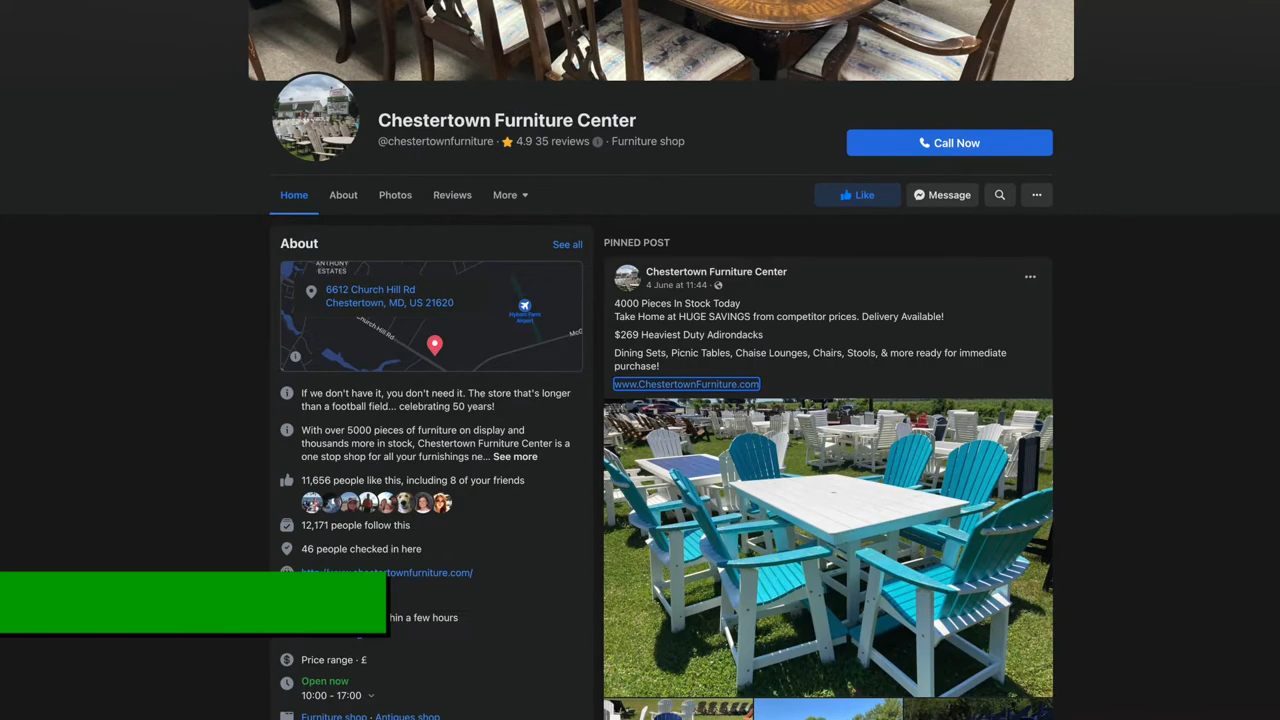 Chestertown Furniture Center
@chestertownfurniture · 4.9 35 reviews · Furniture shop
Call Now
Home
About
Photos
Reviews
More
Like
Message
About
See all
ANTHONY
ESTATES
6612 Church Hill Rd
Chestertown, MD, US 21620
Church Hill Rd
If we don't have it, you don't need it. The store that's longer
than a football field... celebrating 50 years!
With over 5000 pieces of furniture on display and
thousands more in stock, Chestertown Furniture Center is a
one stop shop for all your furnishings ne... See more
11,656 people like this, including 8 of your friends
12,171 people follow this
46 people checked in here
http://www.chestertownfurniture.com/
hin a few hours
Price range · £
Open now
10:00 - 17:00
Furniture shop · Antiques shop
PINNED POST
Chestertown Furniture Center
4 June at 11:44 ·
4000 Pieces In Stock Today
Take Home at HUGE SAVINGS from competitor prices. Delivery Available!
$269 Heaviest Duty Adirondacks
Dining Sets, Picnic Tables, Chaise Lounges, Chairs, Stools, & more ready for immediate
purchase!
www.ChestertownFurniture.com